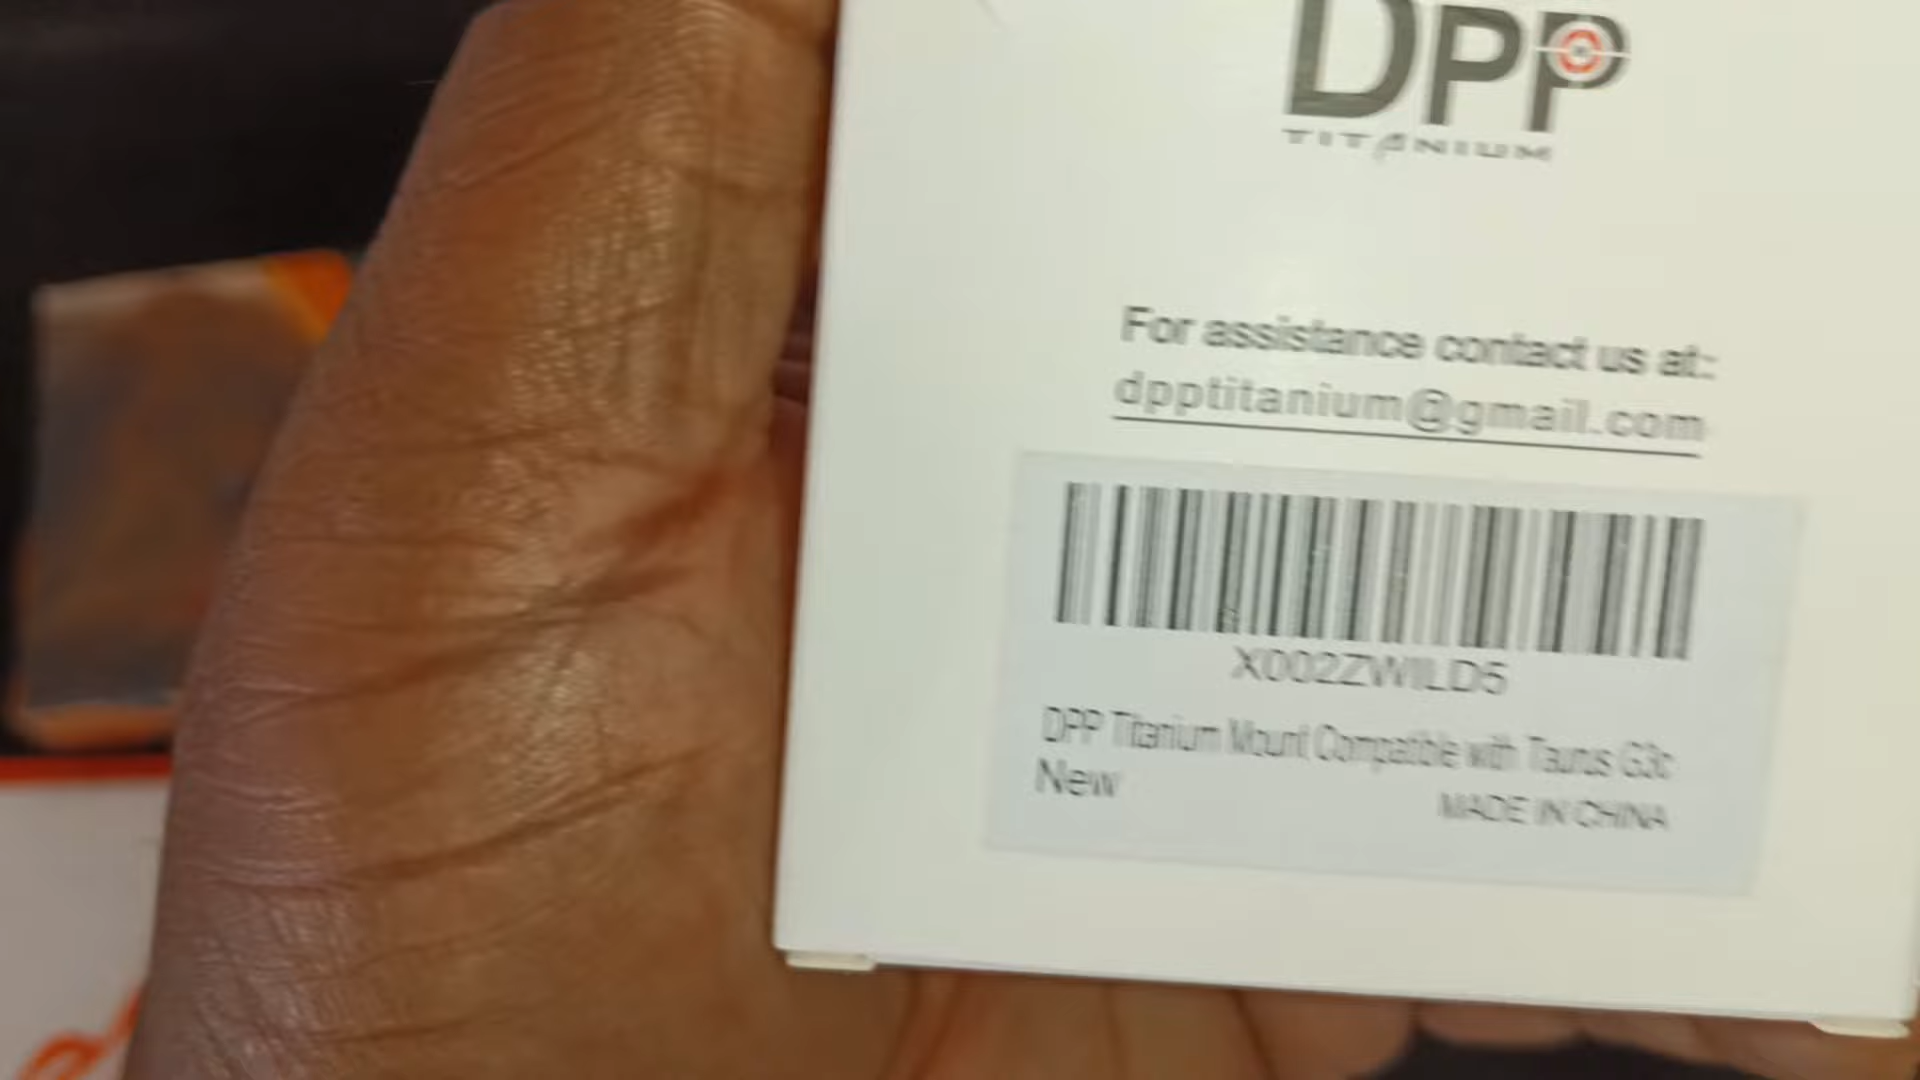 DPP
TITANIUM
For assistance contact us at:
dpptitanium@gmail.com
X002ZWILD5
DPP Titanium Mount Compatible with Taurus G3c
New
MADE IN CHINA